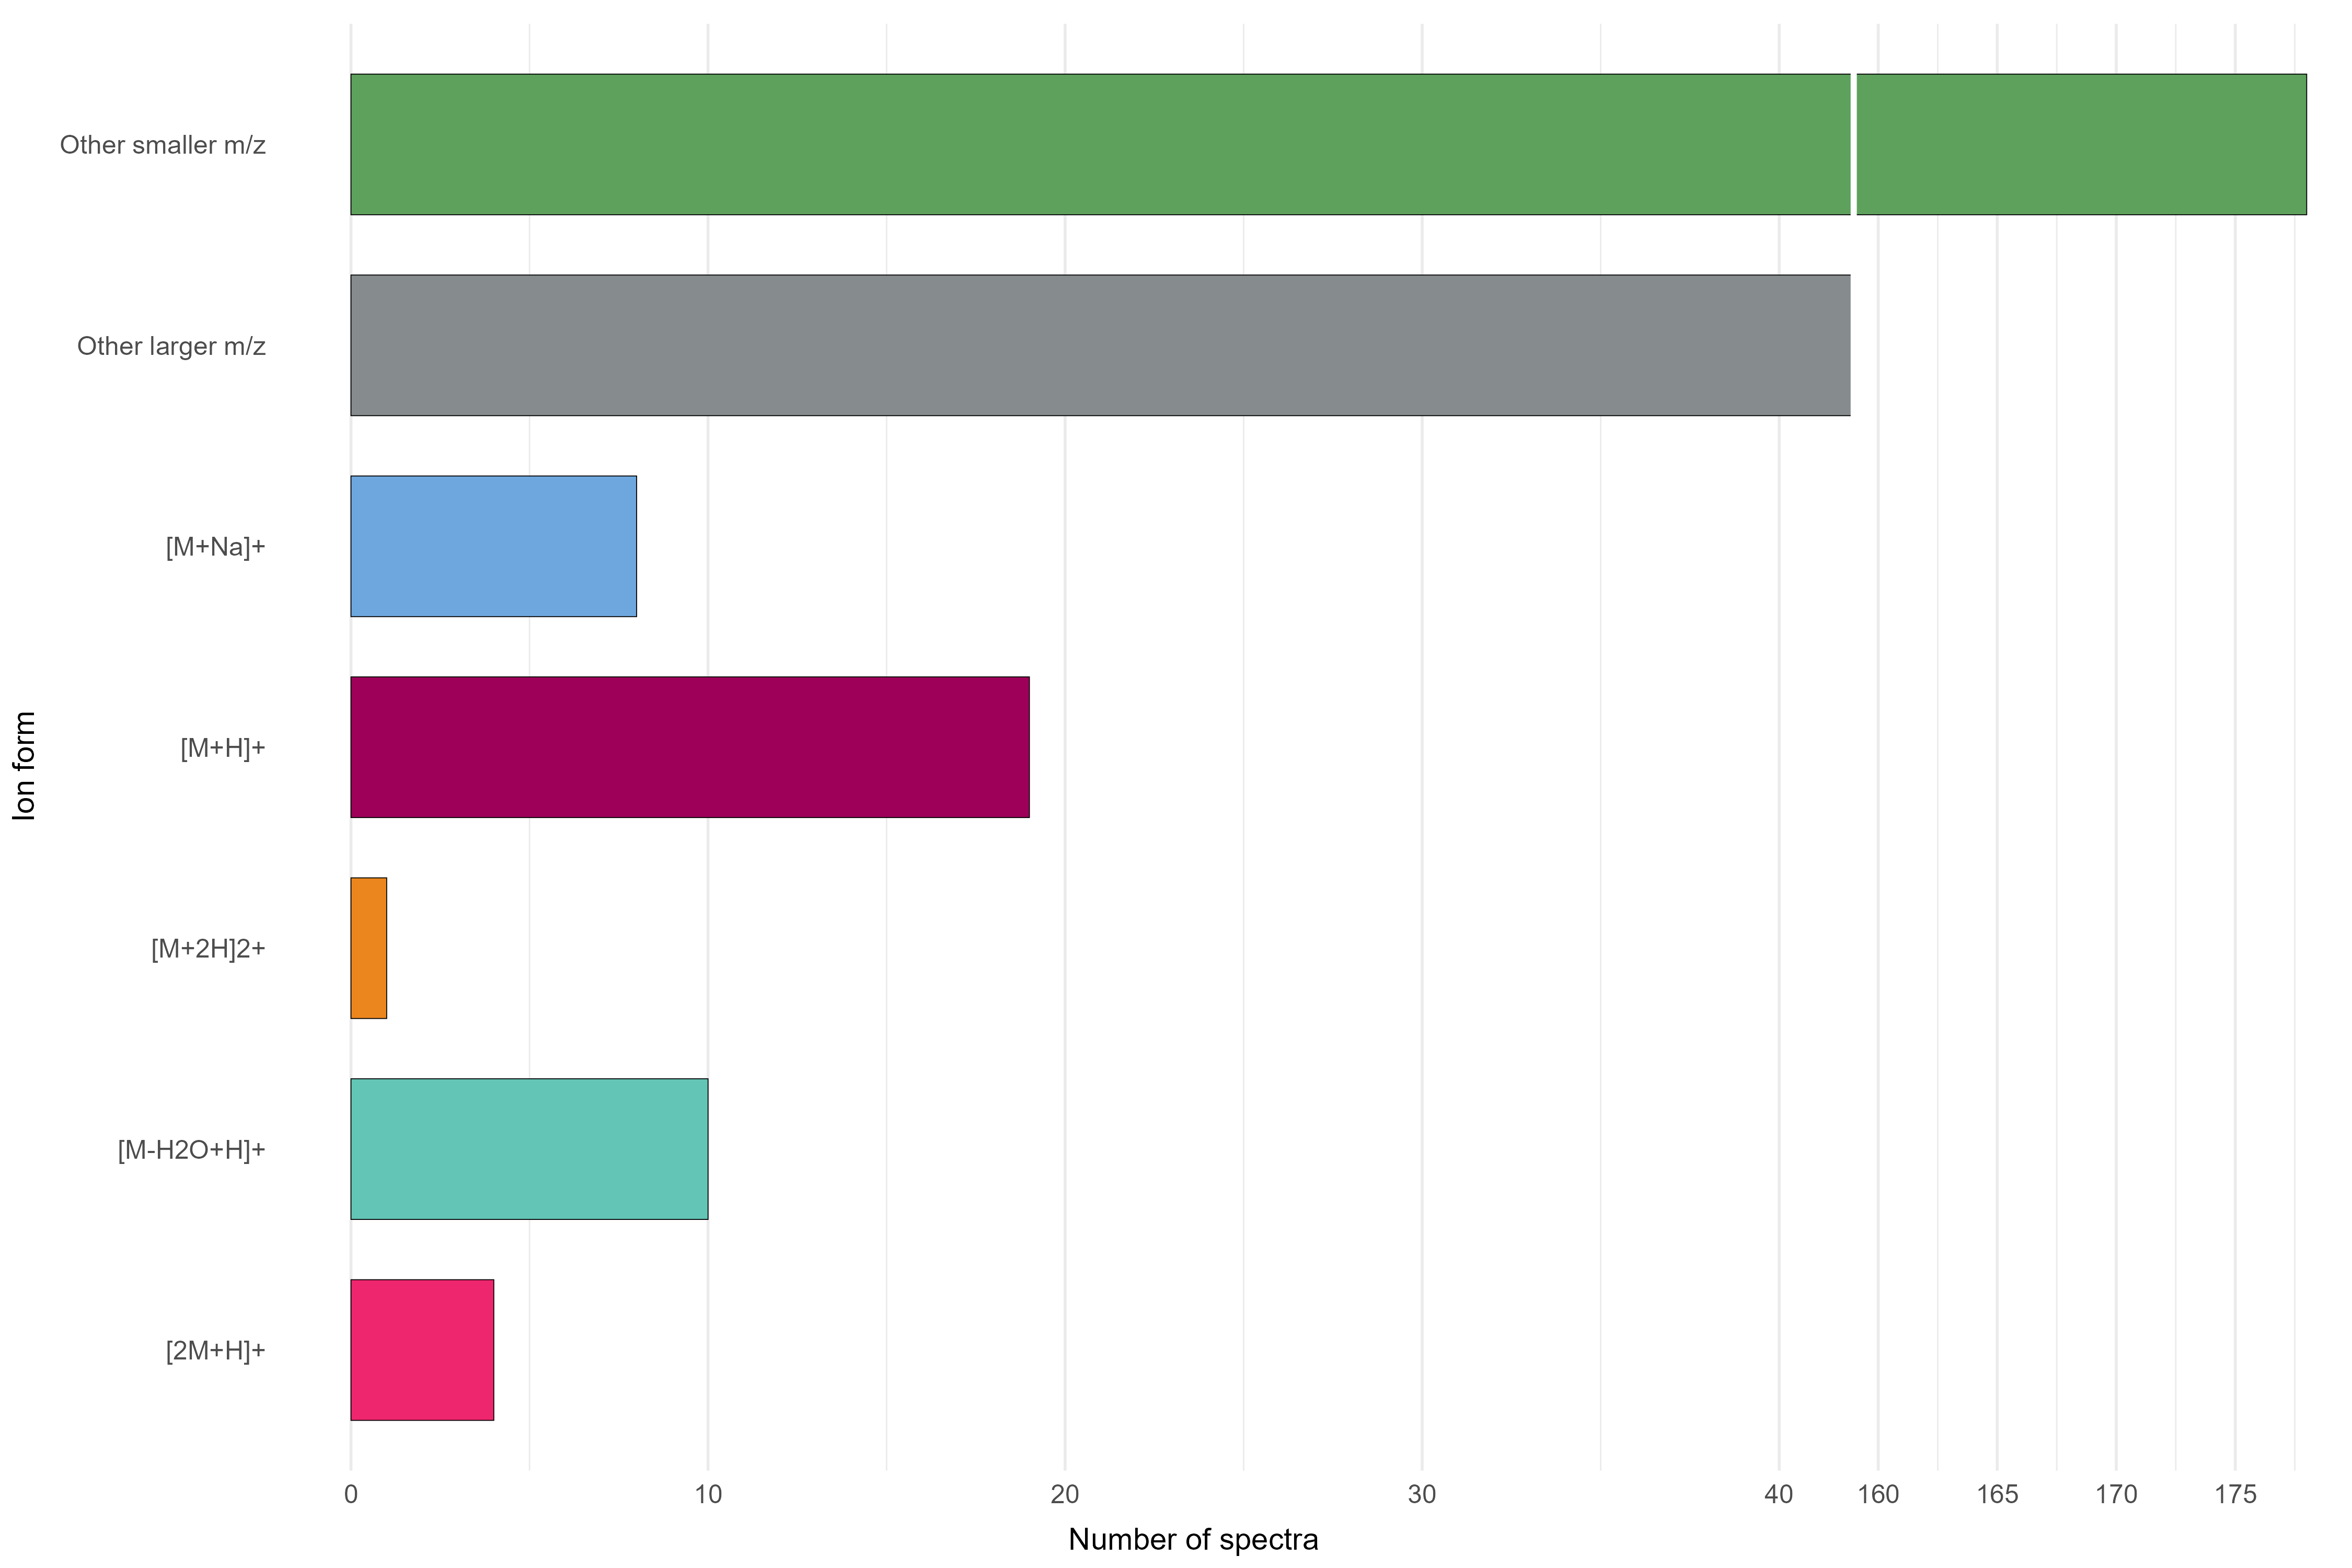 Other smaller m/z
Other larger m/z
[M+Na]+
[M+H]+
[M+2H]2+
[M-H2O+H]+
[2M+H]+
Ion form
0 10 20 30 40 160 165 170 175
Number of spectra